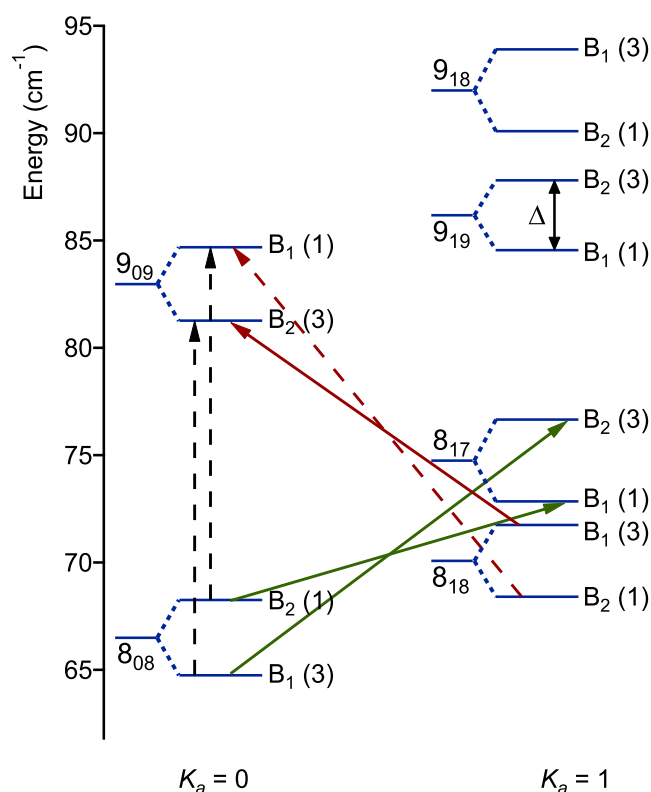 95
Energy (cm⁻¹)
90
85
80
75
70
65
9₁₈
B₁ (3)
B₂ (1)
9₁₉
B₂ (3)
Δ
B₁ (1)
9₀₉
B₁ (1)
B₂ (3)
8₁₇
B₂ (3)
B₁ (1)
8₁₈
B₁ (3)
B₂ (1)
8₀₈
B₂ (1)
B₁ (3)
Kₐ = 0
Kₐ = 1